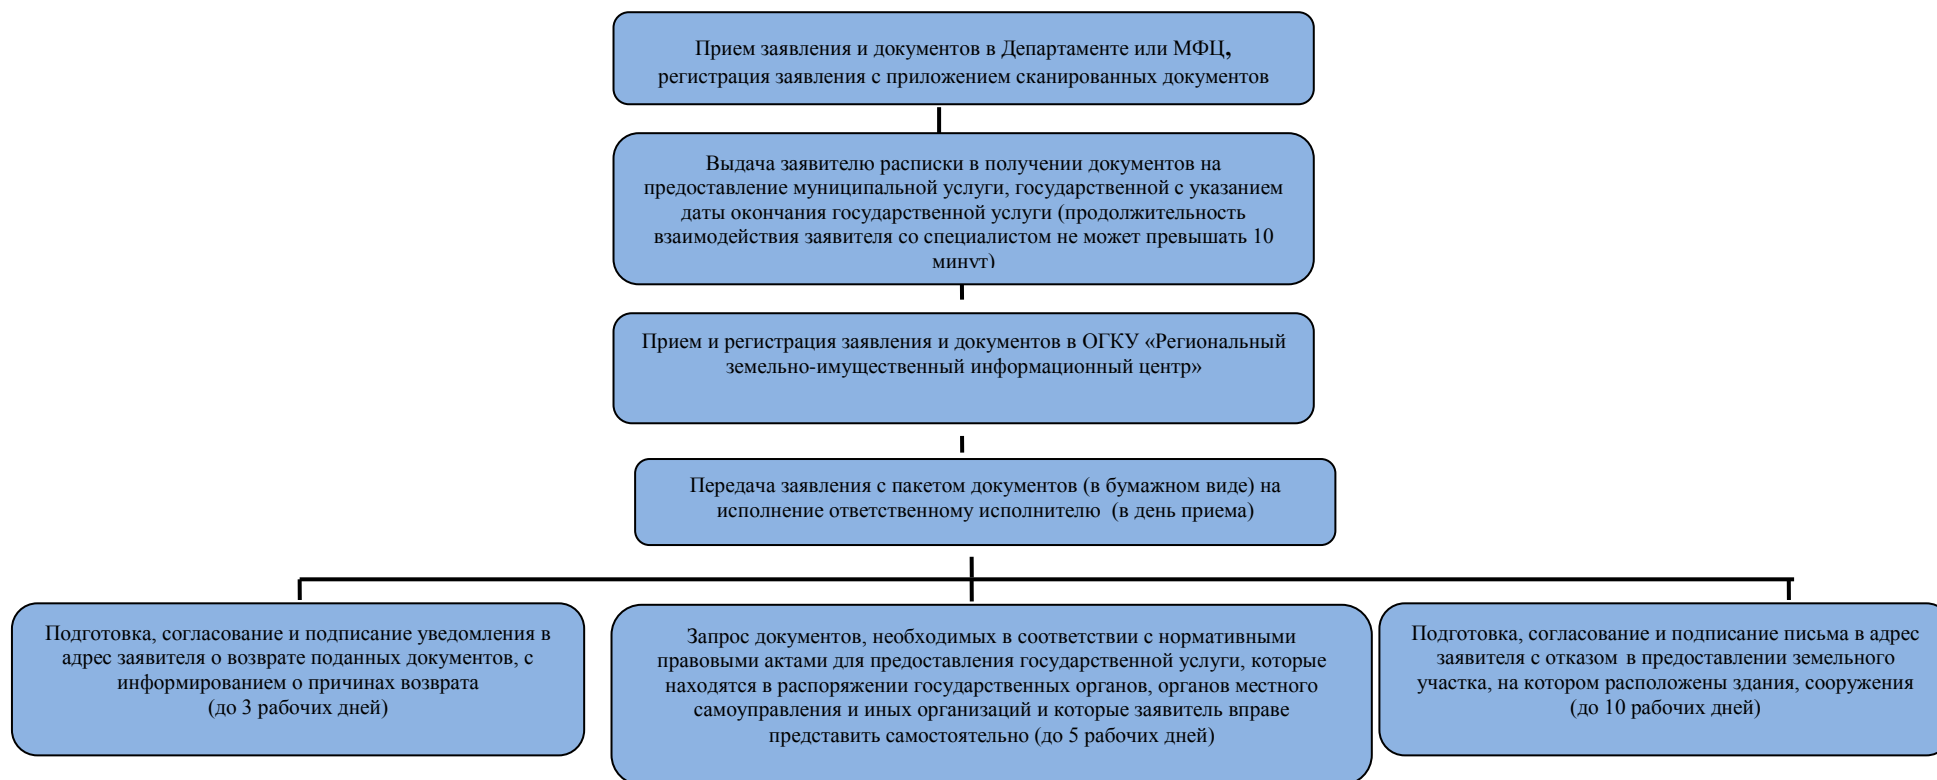 Прием заявления и документов в Департаменте или МФЦ,
регистрация заявления с приложением сканированных документов
Выдача заявителю расписки в получении документов на
предоставление муниципальной услуги, государственной с указанием
даты окончания государственной услуги (продолжительность
взаимодействия заявителя со специалистом не может превышать 10
минут)
Прием и регистрация заявления и документов в ОГКУ «Региональный
земельно-имущественный информационный центр»
Передача заявления с пакетом документов (в бумажном виде) на
исполнение ответственному исполнителю (в день приема)
Подготовка, согласование и подписание уведомления в
адрес заявителя о возврате поданных документов, с
информированием о причинах возврата
(до 3 рабочих дней)
Запрос документов, необходимых в соответствии с нормативными
правовыми актами для предоставления государственной услуги, которые
находятся в распоряжении государственных органов, органов местного
самоуправления и иных организаций и которые заявитель вправе
представить самостоятельно (до 5 рабочих дней)
Подготовка, согласование и подписание письма в адрес
заявителя с отказом в предоставлении земельного
участка, на котором расположены здания, сооружения
(до 10 рабочих дней)